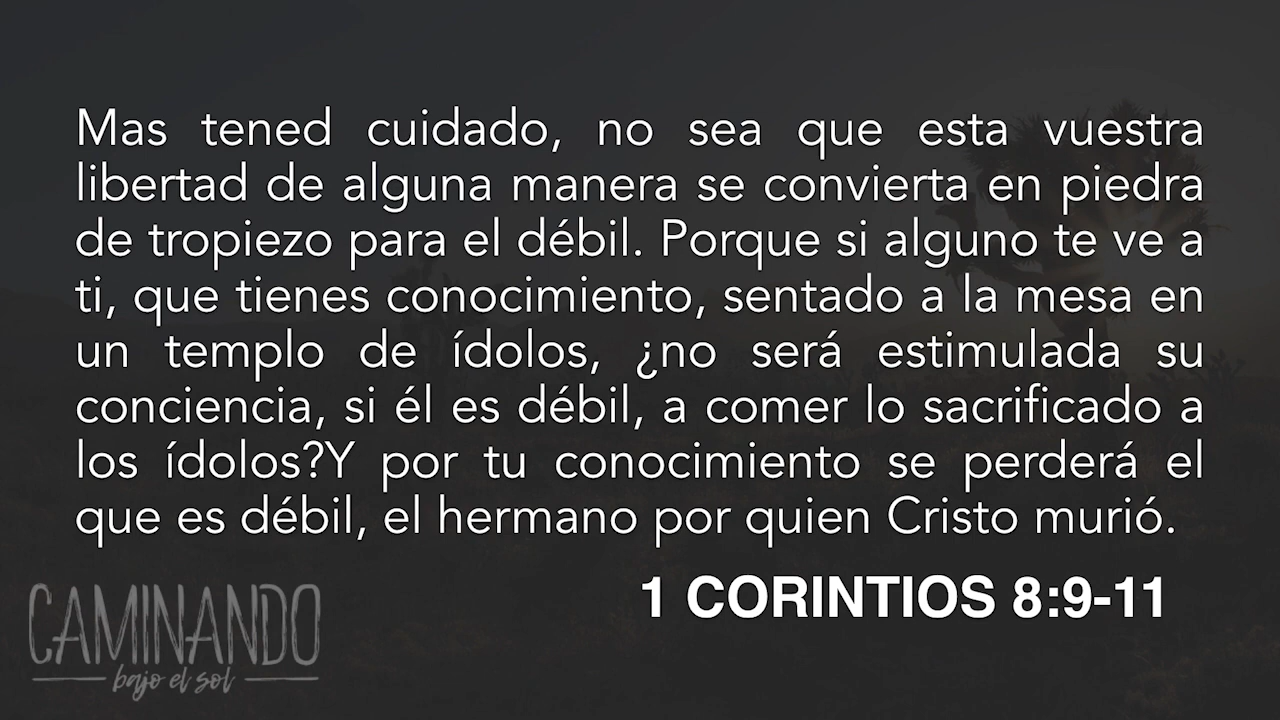 Mas tened cuidado, no sea que esta vuestra
libertad de alguna manera se convierta en piedra
de tropiezo para el débil. Porque si alguno te ve a
ti, que tienes conocimiento, sentado a la mesa en
un templo de ídolos, ¿no será estimulada su
conciencia, si él es débil, a comer lo sacrificado a
los ídolos?Y por tu conocimiento se perderá el
que es débil, el hermano por quien Cristo murió.
1 CORINTIOS 8:9-11
CAMINANDO
bajo el sol